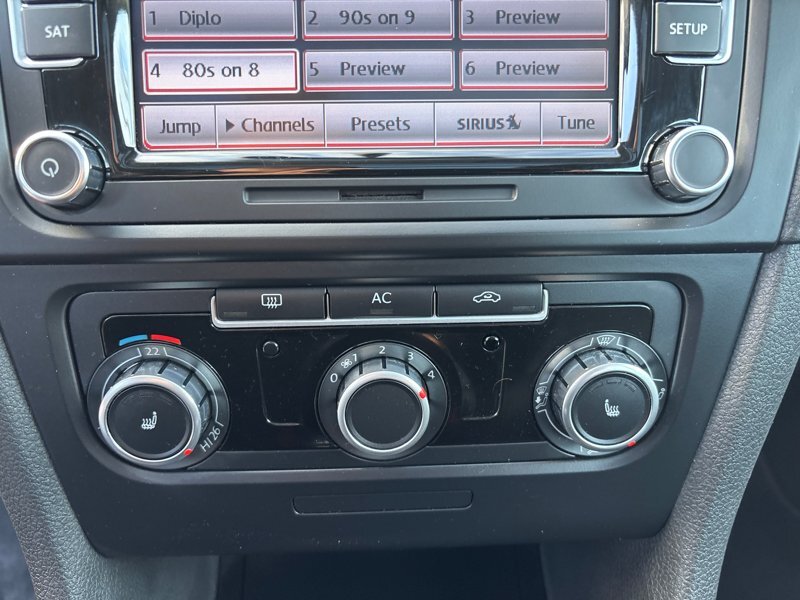 SAT
1 Diplo
2 90s on 9
3 Preview
SETUP
4 80s on 8
5 Preview
6 Preview
Jump
Channels
Presets
SIRIUS
Tune
AC
22
HI 26
0 1 2 3 4